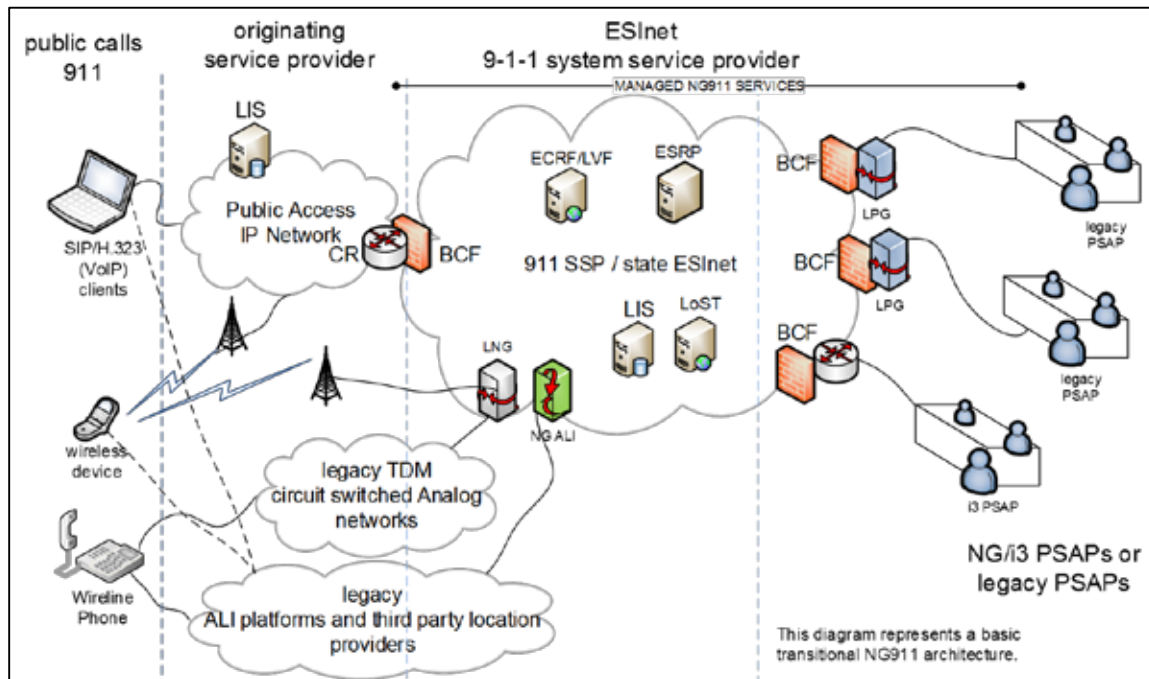 public calls
911
originating
service provider
ESInet
9-1-1 system service provider
MANAGED NG911 SERVICES
LIS
Public Access
IP Network
CR
BCF
SIP/H.323
(VoIP)
clients
ECRF/LVF
ESRP
911 SSP / state ESInet
LIS
LoST
LNG
NG ALI
BCF
LPG
legacy
PSAP
BCF
LPG
legacy
PSAP
BCF
i3 PSAP
wireless
device
legacy TDM
circuit switched Analog
networks
Wireline
Phone
legacy
ALI platforms and third party location
providers
NG/i3 PSAPs or
legacy PSAPs
This diagram represents a basic
transitional NG911 architecture.